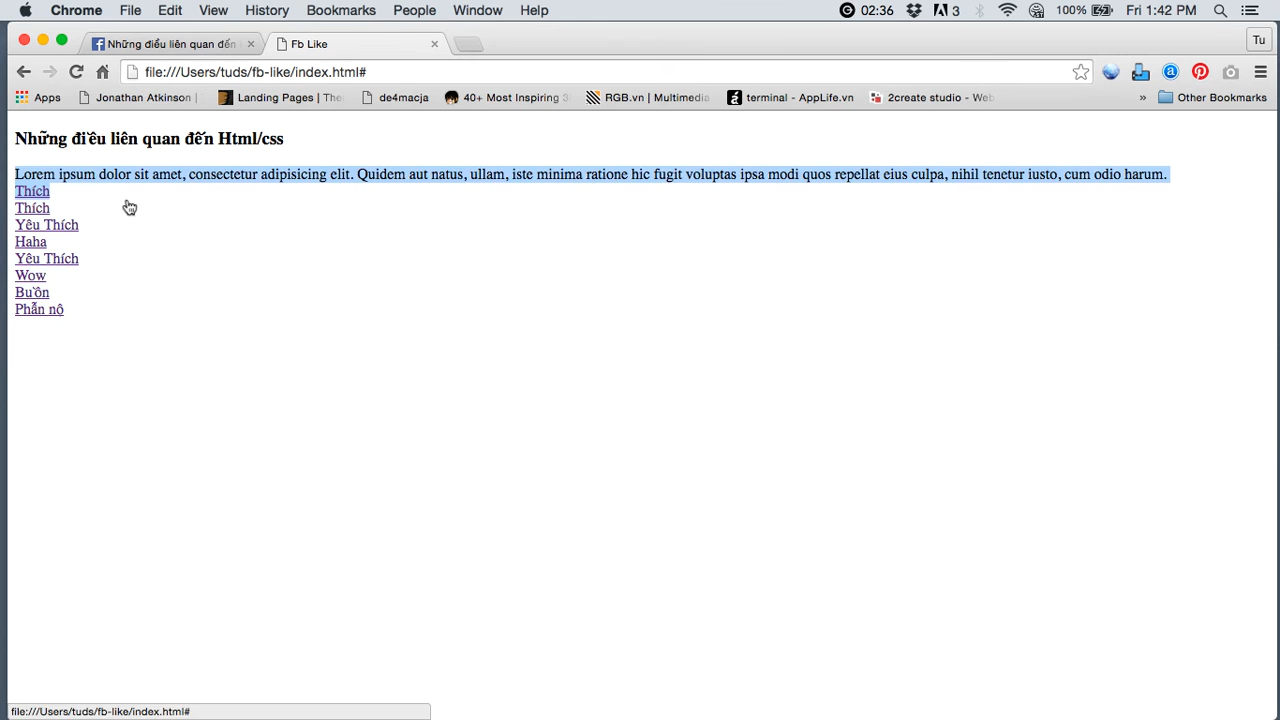 Chrome File Edit View History Bookmarks People Window Help 02:36 3 100% Fri 1:42 PM
Những điều liên quan đến Fb Like Tu
file:///Users/tuds/fb-like/index.html#
Apps Jonathan Atkinson Landing Pages | The de4macja 40+ Most Inspiring 3 RGB.vn | Multimedia terminal - AppLife.vn 2create studio - Web » Other Bookmarks
Những điều liên quan đến Html/css
Lorem ipsum dolor sit amet, consectetur adipisicing elit. Quidem aut natus, ullam, iste minima ratione hic fugit voluptas ipsa modi quos repellat eius culpa, nihil tenetur iusto, cum odio harum.
Thích
Thích
Yêu Thích
Haha
Yêu Thích
Wow
Buồn
Phẫn nộ
file:///Users/tuds/fb-like/index.html#